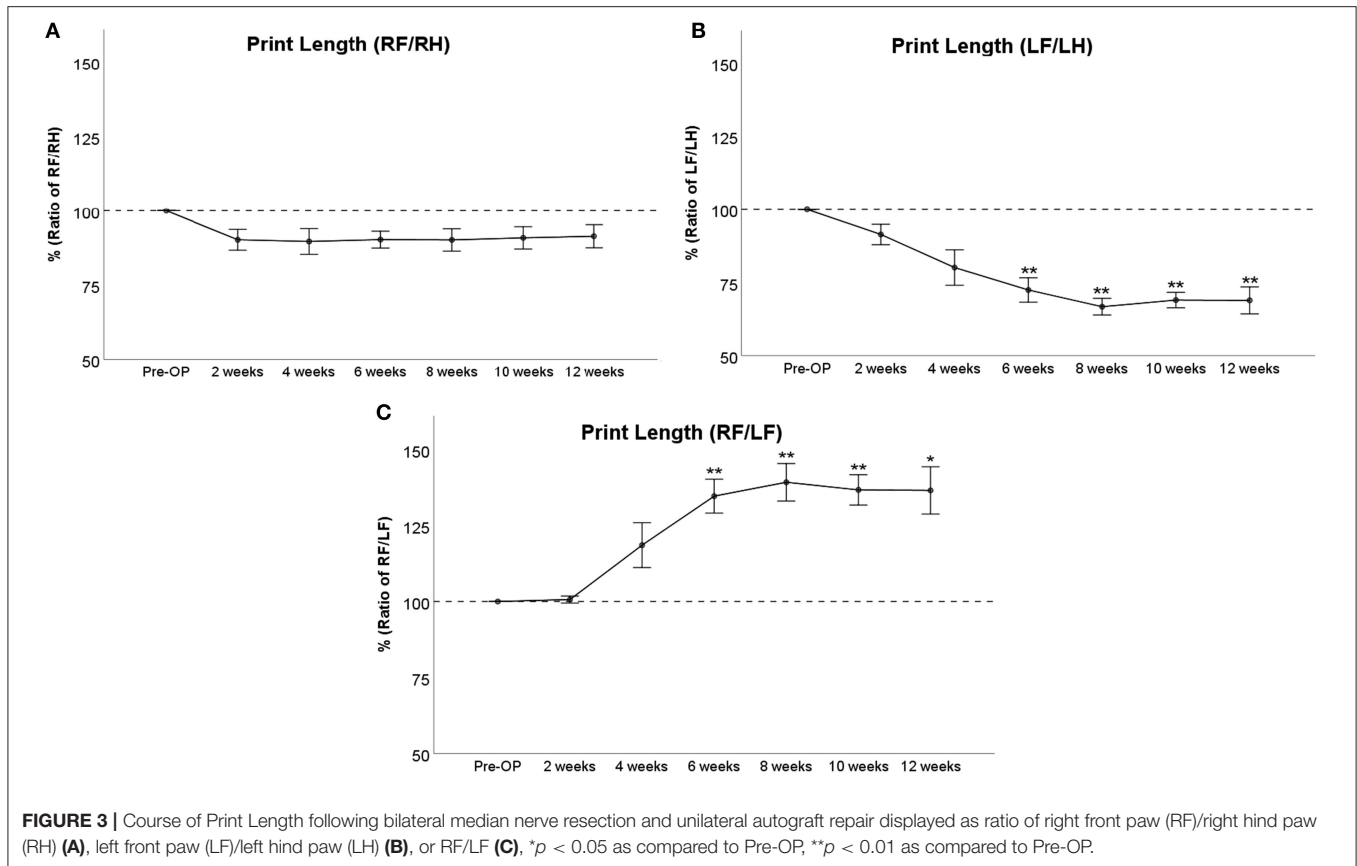 A
Print Length (RF/RH)
% (Ratio of RF/RH)
150
125
100
75
50
Pre-OP 2 weeks 4 weeks 6 weeks 8 weeks 10 weeks 12 weeks
B
Print Length (LF/LH)
% (Ratio of LF/LH)
150
125
100
75
50
** ** ** **
Pre-OP 2 weeks 4 weeks 6 weeks 8 weeks 10 weeks 12 weeks
C
Print Length (RF/LF)
% (Ratio of RF/LF)
150
125
100
75
50
** ** ** *
Pre-OP 2 weeks 4 weeks 6 weeks 8 weeks 10 weeks 12 weeks
FIGURE 3 | Course of Print Length following bilateral median nerve resection and unilateral autograft repair displayed as ratio of right front paw (RF)/right hind paw
(RH) (A), left front paw (LF)/left hind paw (LH) (B), or RF/LF (C), *p < 0.05 as compared to Pre-OP, **p < 0.01 as compared to Pre-OP.